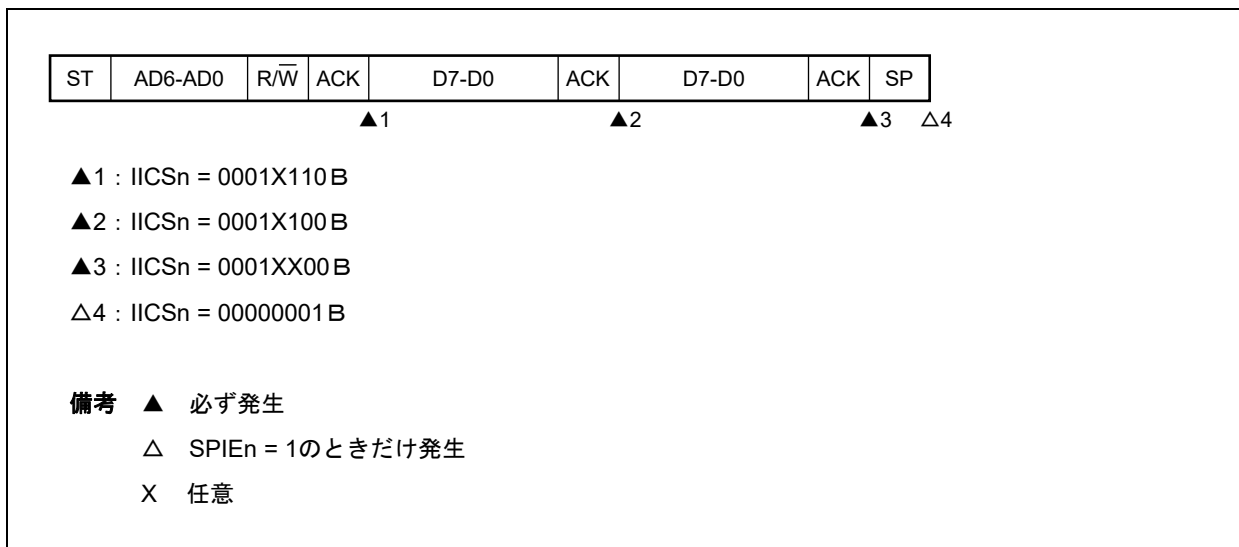 ST AD6-AD0 R/W̅ ACK D7-D0 ACK D7-D0 ACK SP
▲1 ▲2 ▲3 △4
▲1：IICSn = 0001X110B
▲2：IICSn = 0001X100B
▲3：IICSn = 0001XX00B
△4：IICSn = 00000001B
備考 ▲ 必ず発生
△ SPIEn = 1のときだけ発生
X 任意